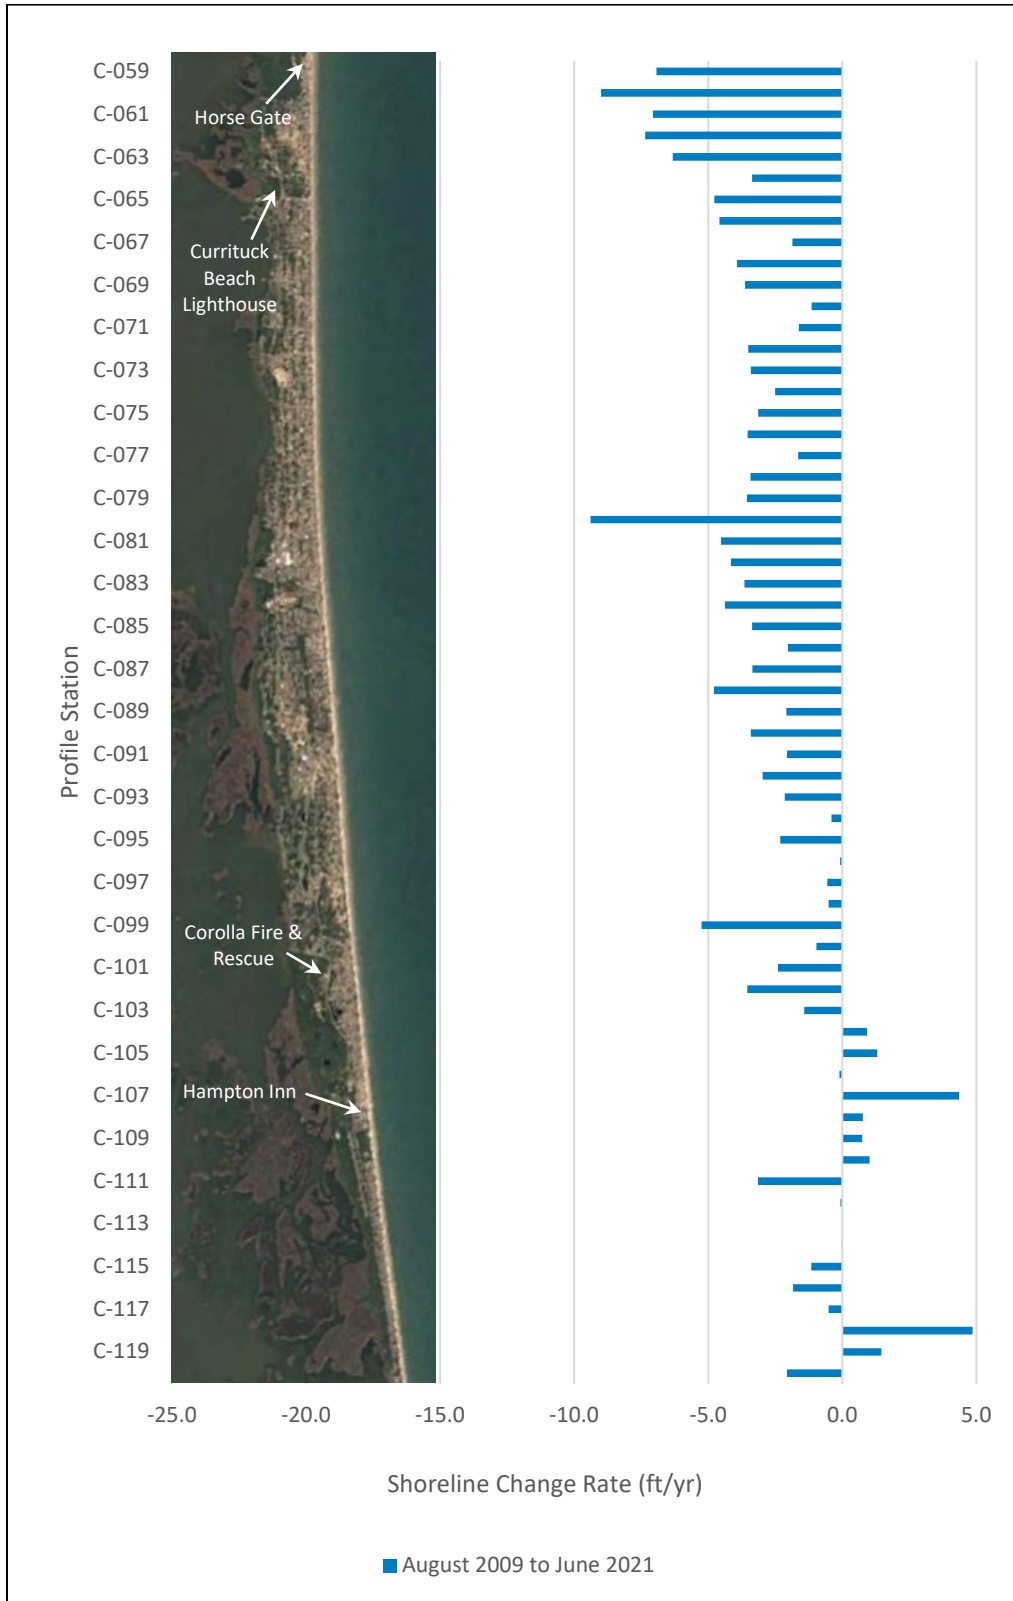 C-059
Horse Gate
C-061
C-063
C-065
Currituck
Beach
Lighthouse
C-067
C-069
C-071
C-073
C-075
C-077
C-079
C-081
C-083
C-085
Profile Station
C-087
C-089
C-091
C-093
C-095
C-097
C-099
Corolla Fire &
Rescue
C-101
C-103
C-105
Hampton Inn
C-107
C-109
C-111
C-113
C-115
C-117
C-119
-25.0 -20.0 -15.0 -10.0 -5.0 0.0 5.0
Shoreline Change Rate (ft/yr)
August 2009 to June 2021